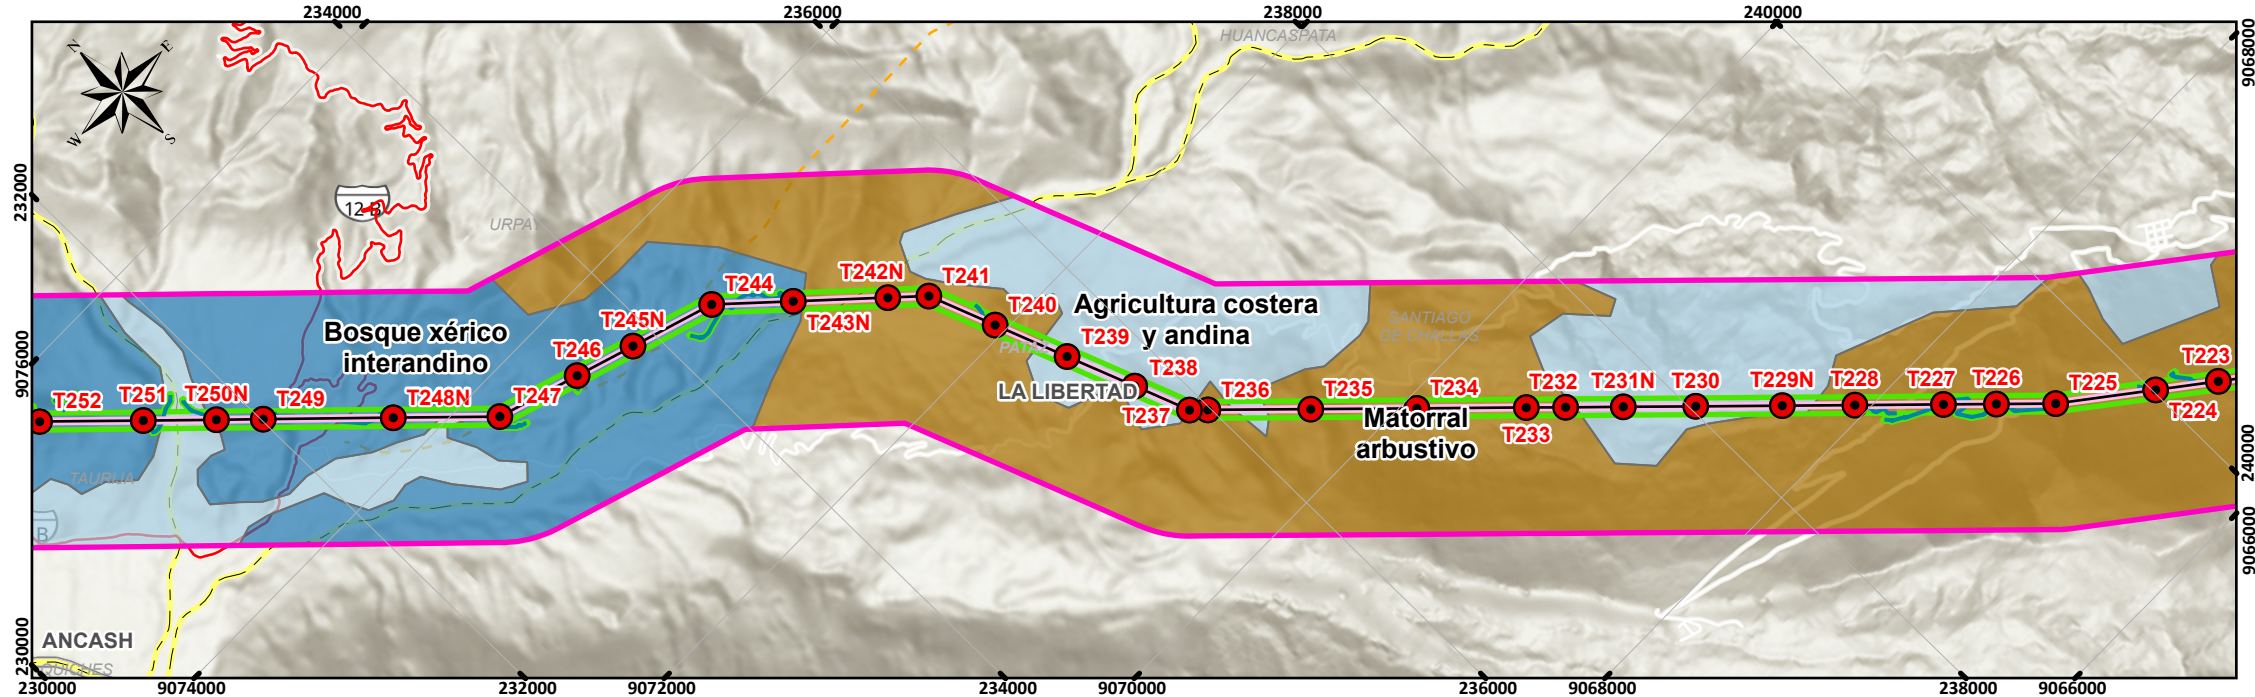 234000
236000
238000
240000
9068000
HUANCASPATA
N
E
W
S
232000
12-B
URPAY
T244
T242N
T241
T245N
T243N
T240
Agricultura costera
y andina
SANTIAGO
DE CHALLAS
Bosque xérico
interandino
T246
T239
PATAZ
T238
T223
9076000
T252
T251
T250N
T249
T248N
T247
LA LIBERTAD
T237
T236
T235
T234
T232
T231N
T230
T229N
T228
T227
T226
T225
T224
Matorral
arbustivo
T233
240000
TAURIJA
B
9066000
ANCASH
QUICHES
230000
230000
9074000
232000
9072000
234000
9070000
236000
9068000
238000
9066000